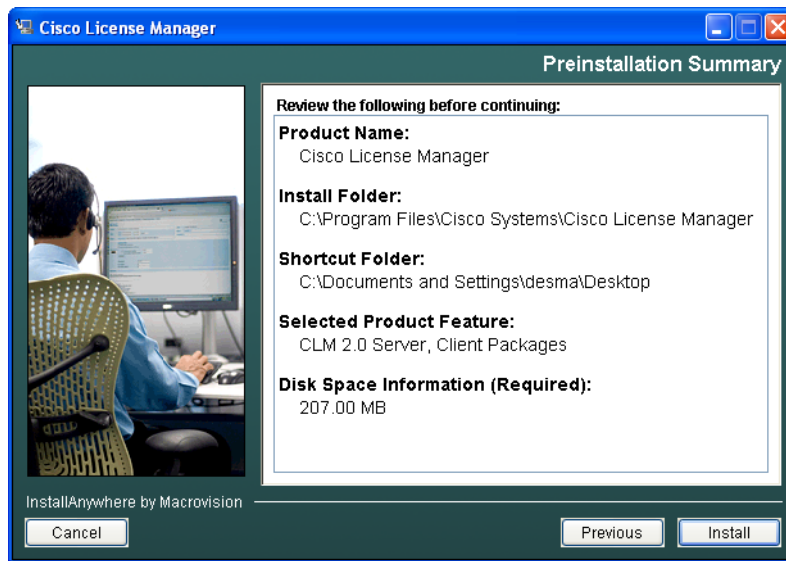 Cisco License Manager
Preinstallation Summary
Review the following before continuing:
Product Name:
Cisco License Manager
Install Folder:
C:\Program Files\Cisco Systems\Cisco License Manager
Shortcut Folder:
C:\Documents and Settings\desma\Desktop
Selected Product Feature:
CLM 2.0 Server, Client Packages
Disk Space Information (Required):
207.00 MB
InstallAnywhere by Macrovision
Cancel
Previous
Install